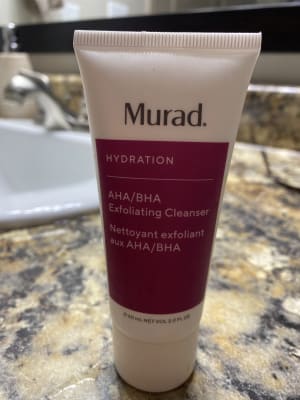 Murad.
HYDRATION
AHA/BHA
Exfoliating Cleanser
Nettoyant exfoliant
aux AHA/BHA